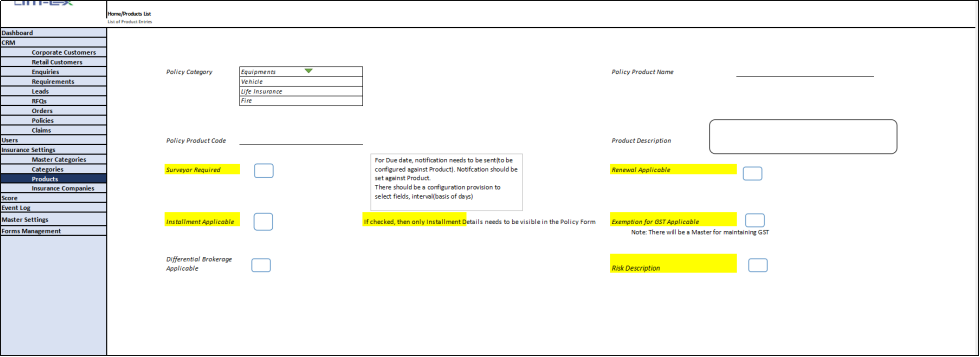 Home/Products List
List of Product Entries
Dashboard
CRM
Corporate Customers
Retail Customers
Enquiries
Requirements
Leads
RFQs
Orders
Policies
Claims
Users
Insurance Settings
Master Categories
Categories
Products
Insurance Companies
Score
Event Log
Master Settings
Forms Management
Policy Category
Equipments
Vehicle
Life Insurance
Fire
Policy Product Name
Policy Product Code
Product Description
For Due date, notification needs to be sent(to be
configured against Product). Notifcation should be
set against Product.
There should be a configuration provision to
select fields, interval(basis of days)
Surveyor Required
Renewal Applicable
Installment Applicable
If checked, then only Installment Details needs to be visible in the Policy Form
Exemption for GST Applicable
Note: There will be a Master for maintaining GST
Differential Brokerage
Applicable
Risk Description